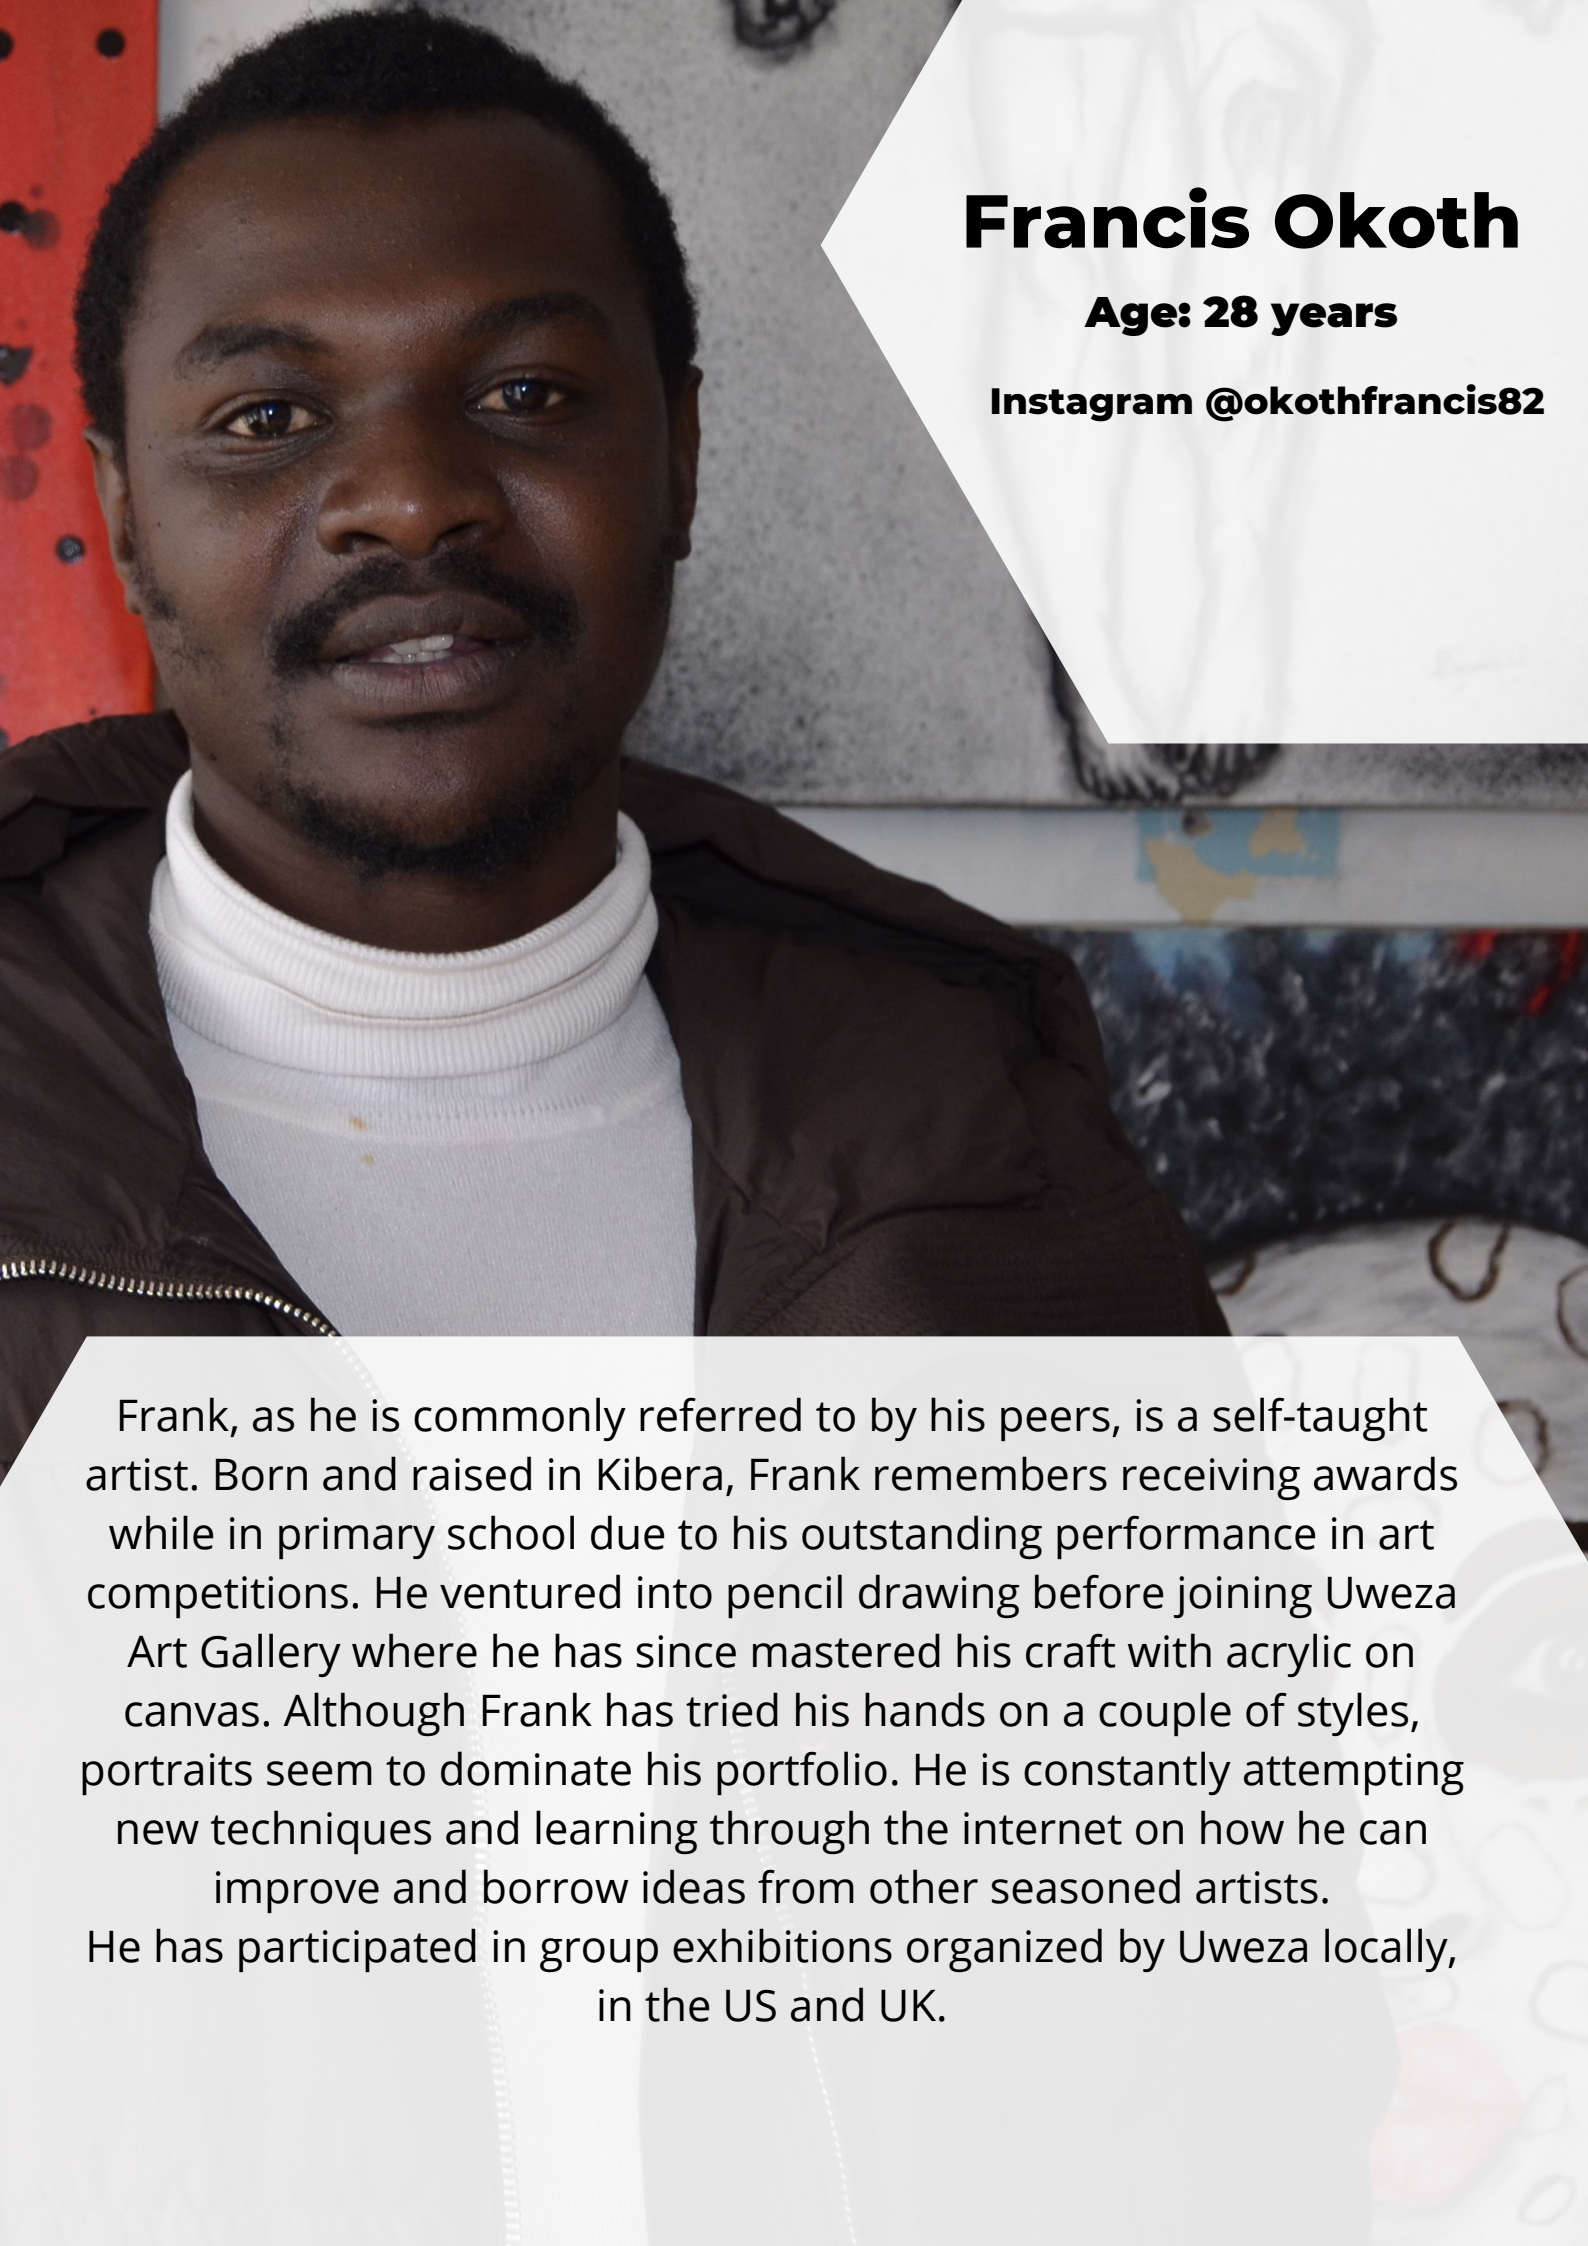 Francis Okoth
Age: 28 years
Instagram @okothfrancis82
Frank, as he is commonly referred to by his peers, is a self-taught
artist. Born and raised in Kibera, Frank remembers receiving awards
while in primary school due to his outstanding performance in art
competitions. He ventured into pencil drawing before joining Uweza
Art Gallery where he has since mastered his craft with acrylic on
canvas. Although Frank has tried his hands on a couple of styles,
portraits seem to dominate his portfolio. He is constantly attempting
new techniques and learning through the internet on how he can
improve and borrow ideas from other seasoned artists.
He has participated in group exhibitions organized by Uweza locally,
in the US and UK.